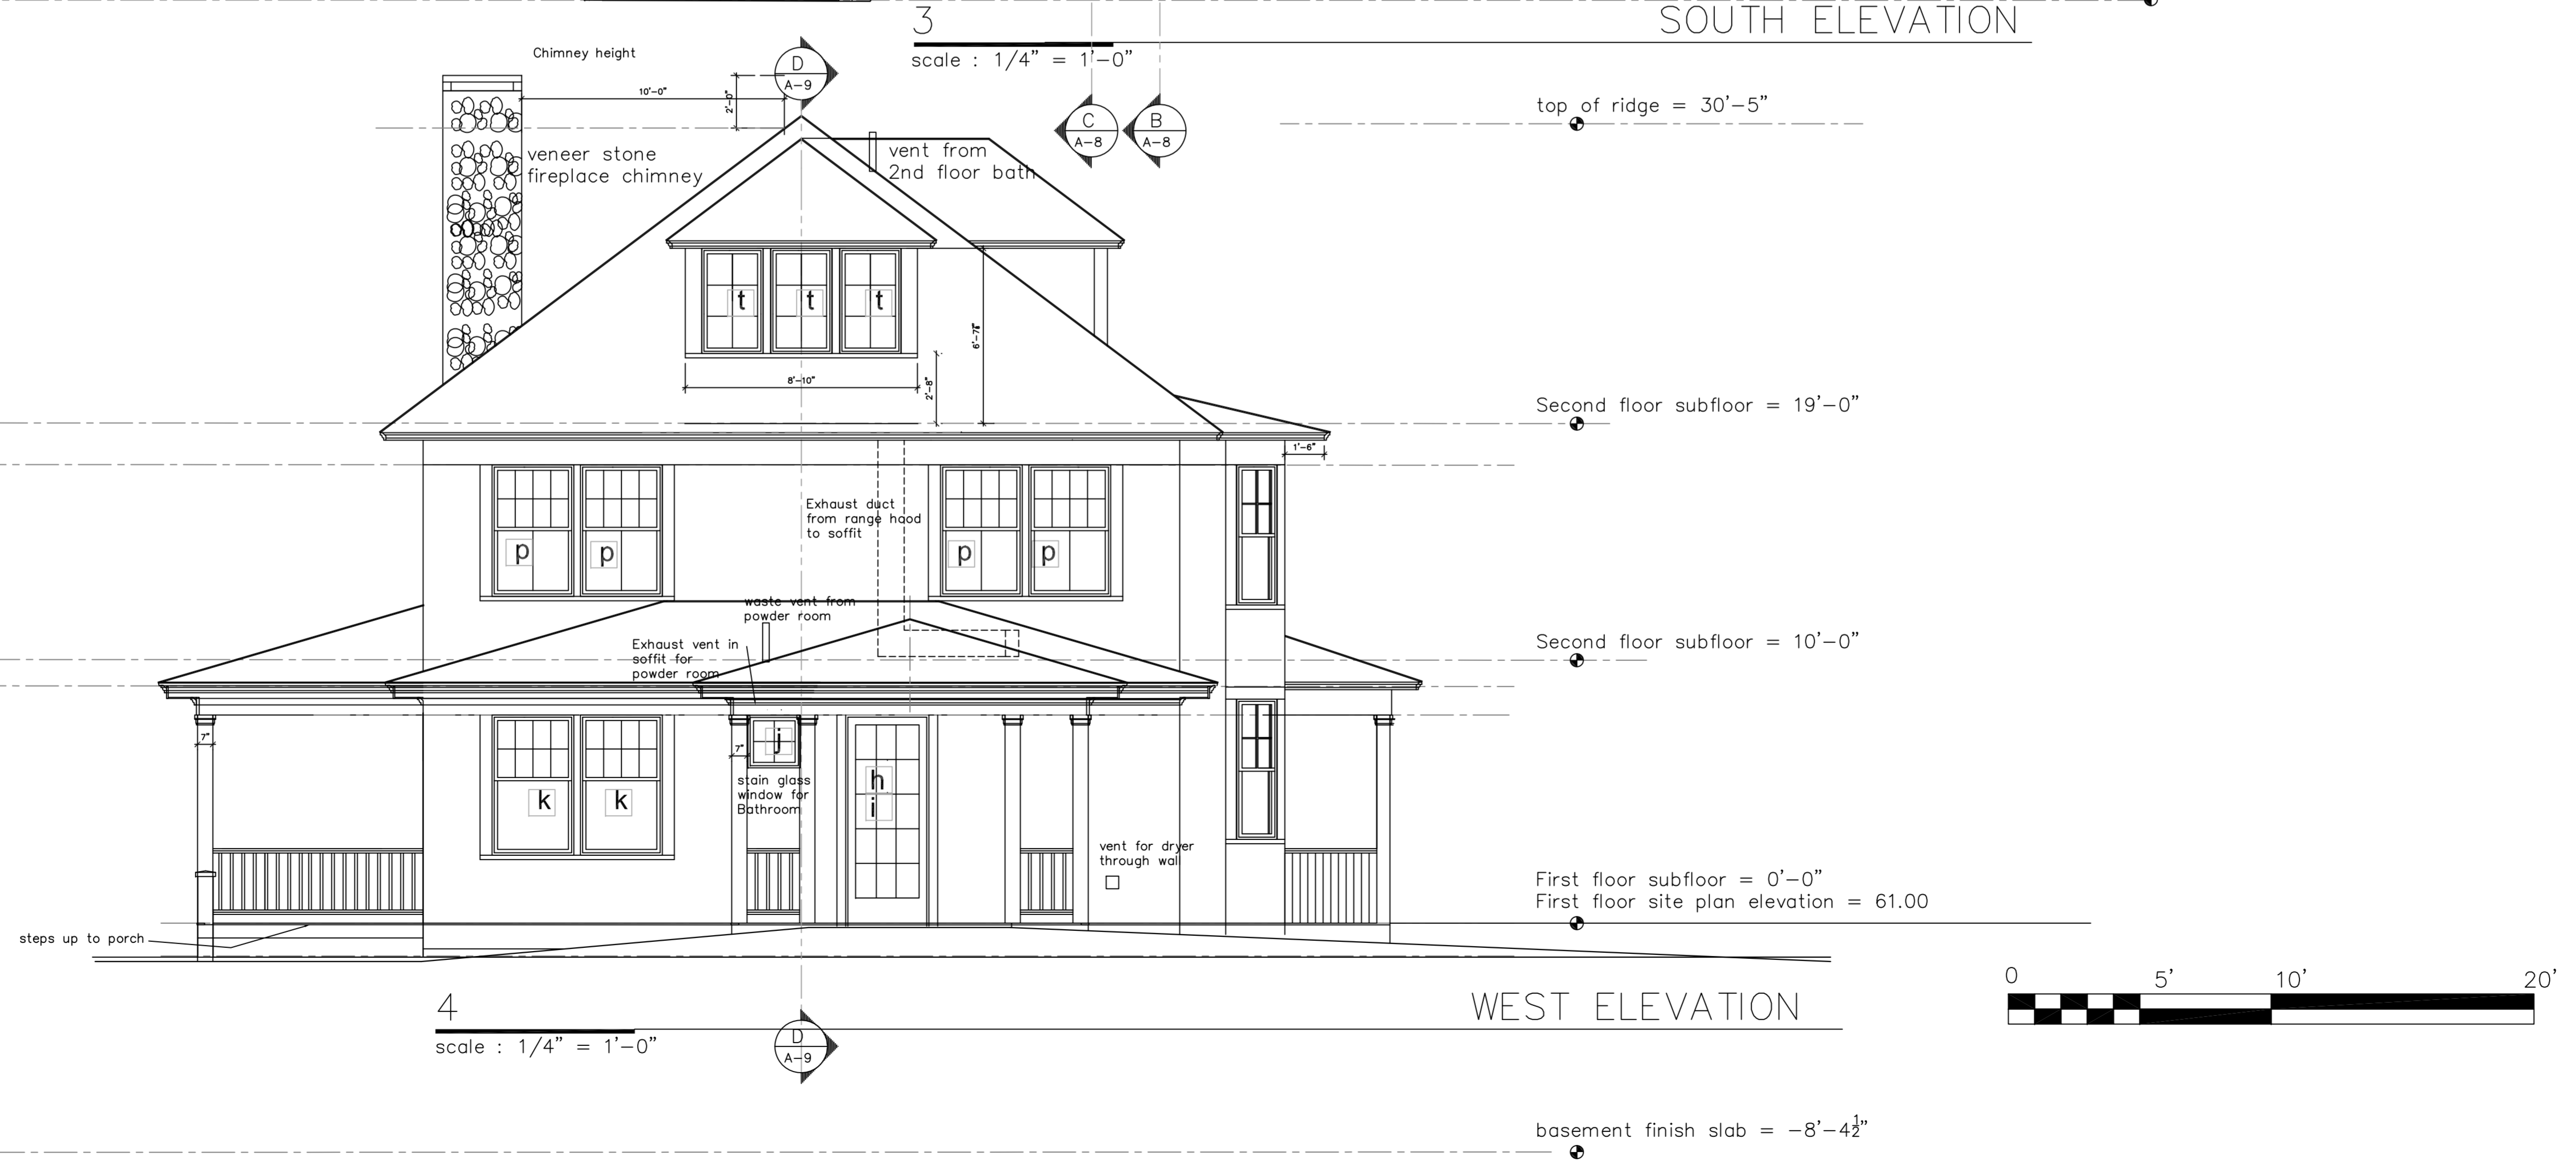 3
SOUTH ELEVATION
scale : 1/4" = 1'-0"
Chimney height
D
A-9
10'-0"
2'-0"
C
A-8
B
A-8
top of ridge = 30'-5"
veneer stone
fireplace chimney
vent from
2nd floor bath
t
t
t
8'-10"
2'-8"
Second floor subfloor = 19'-0"
1'-6"
Exhaust duct
from range hood
to soffit
p
p
p
p
waste vent from
powder room
Exhaust vent in
soffit for
powder room
Second floor subfloor = 10'-0"
7"
7"
j
h
i
stain glass
window for
Bathroom
k
k
vent for dryer
through wall
First floor subfloor = 0'-0"
First floor site plan elevation = 61.00
steps up to porch
0
5'
10'
20'
4
WEST ELEVATION
scale : 1/4" = 1'-0"
D
A-9
basement finish slab = -8'-4½"